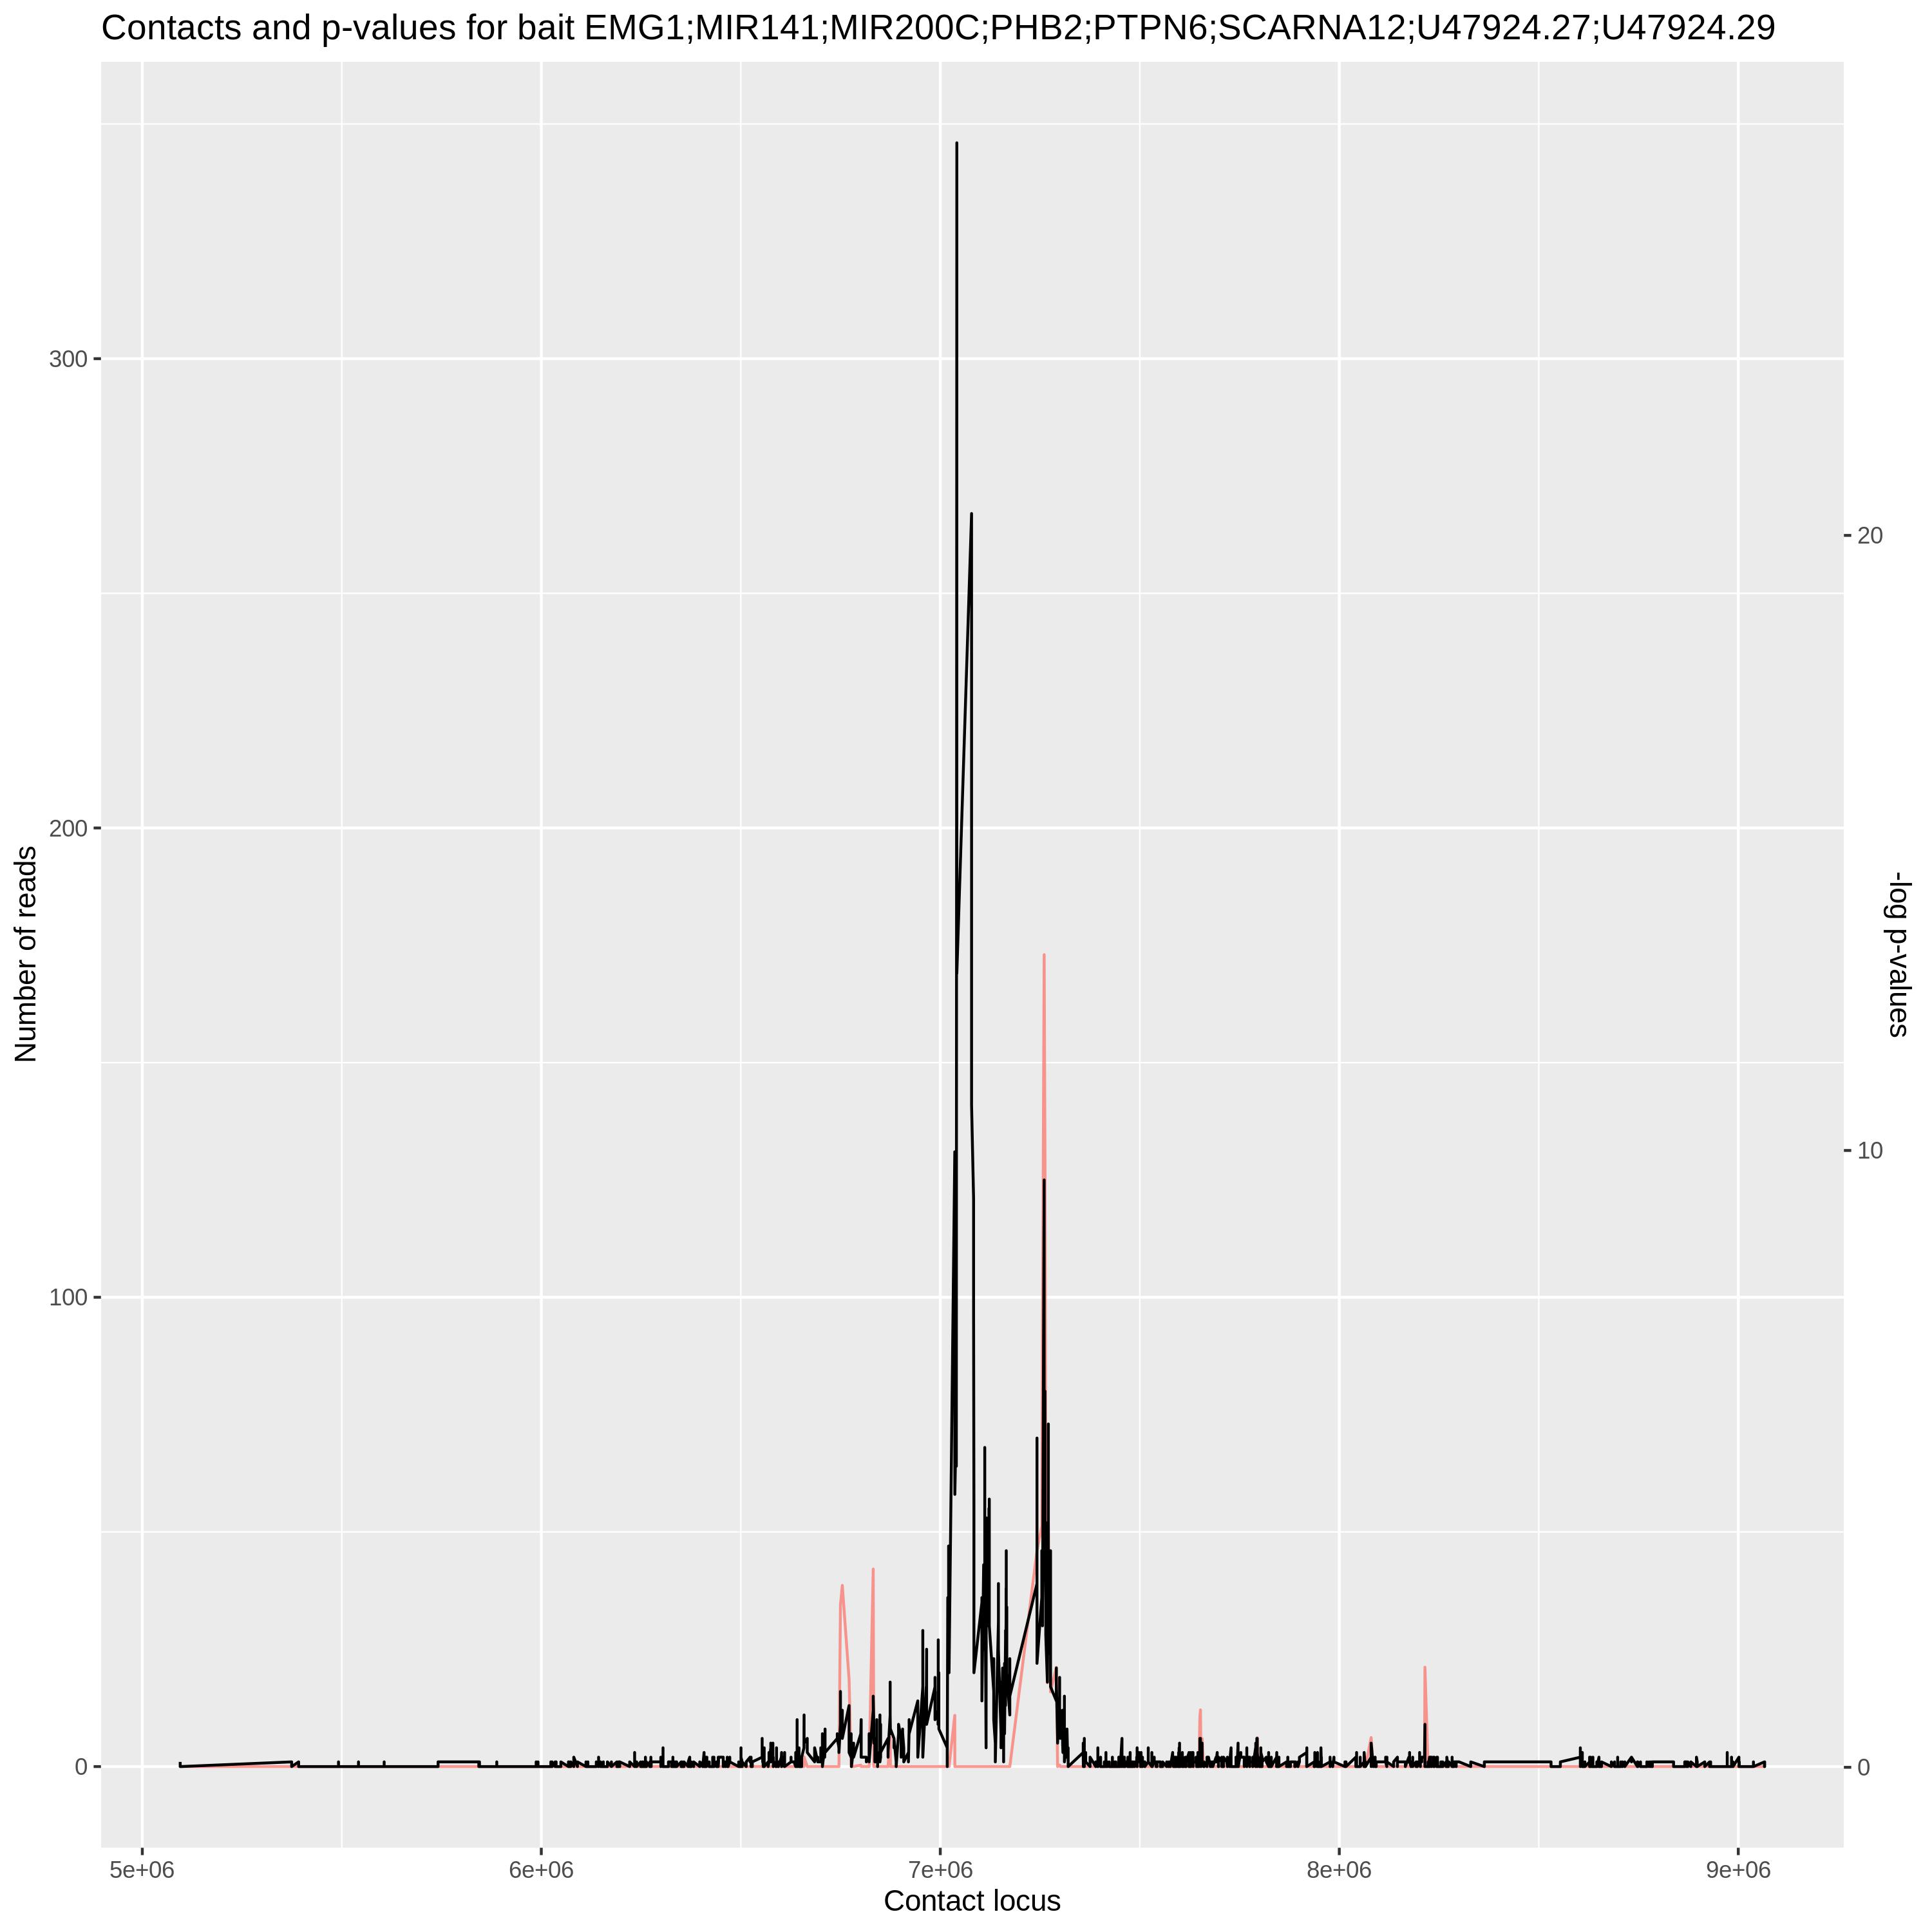 Contacts and p-values for bait EMG1;MIR141;MIR200C;PHB2;PTPN6;SCARNA12;U47924.27;U47924.29
300
200
100
0
Number of reads
20
10
0
-log p-values
5e+06 6e+06 7e+06 8e+06 9e+06
Contact locus